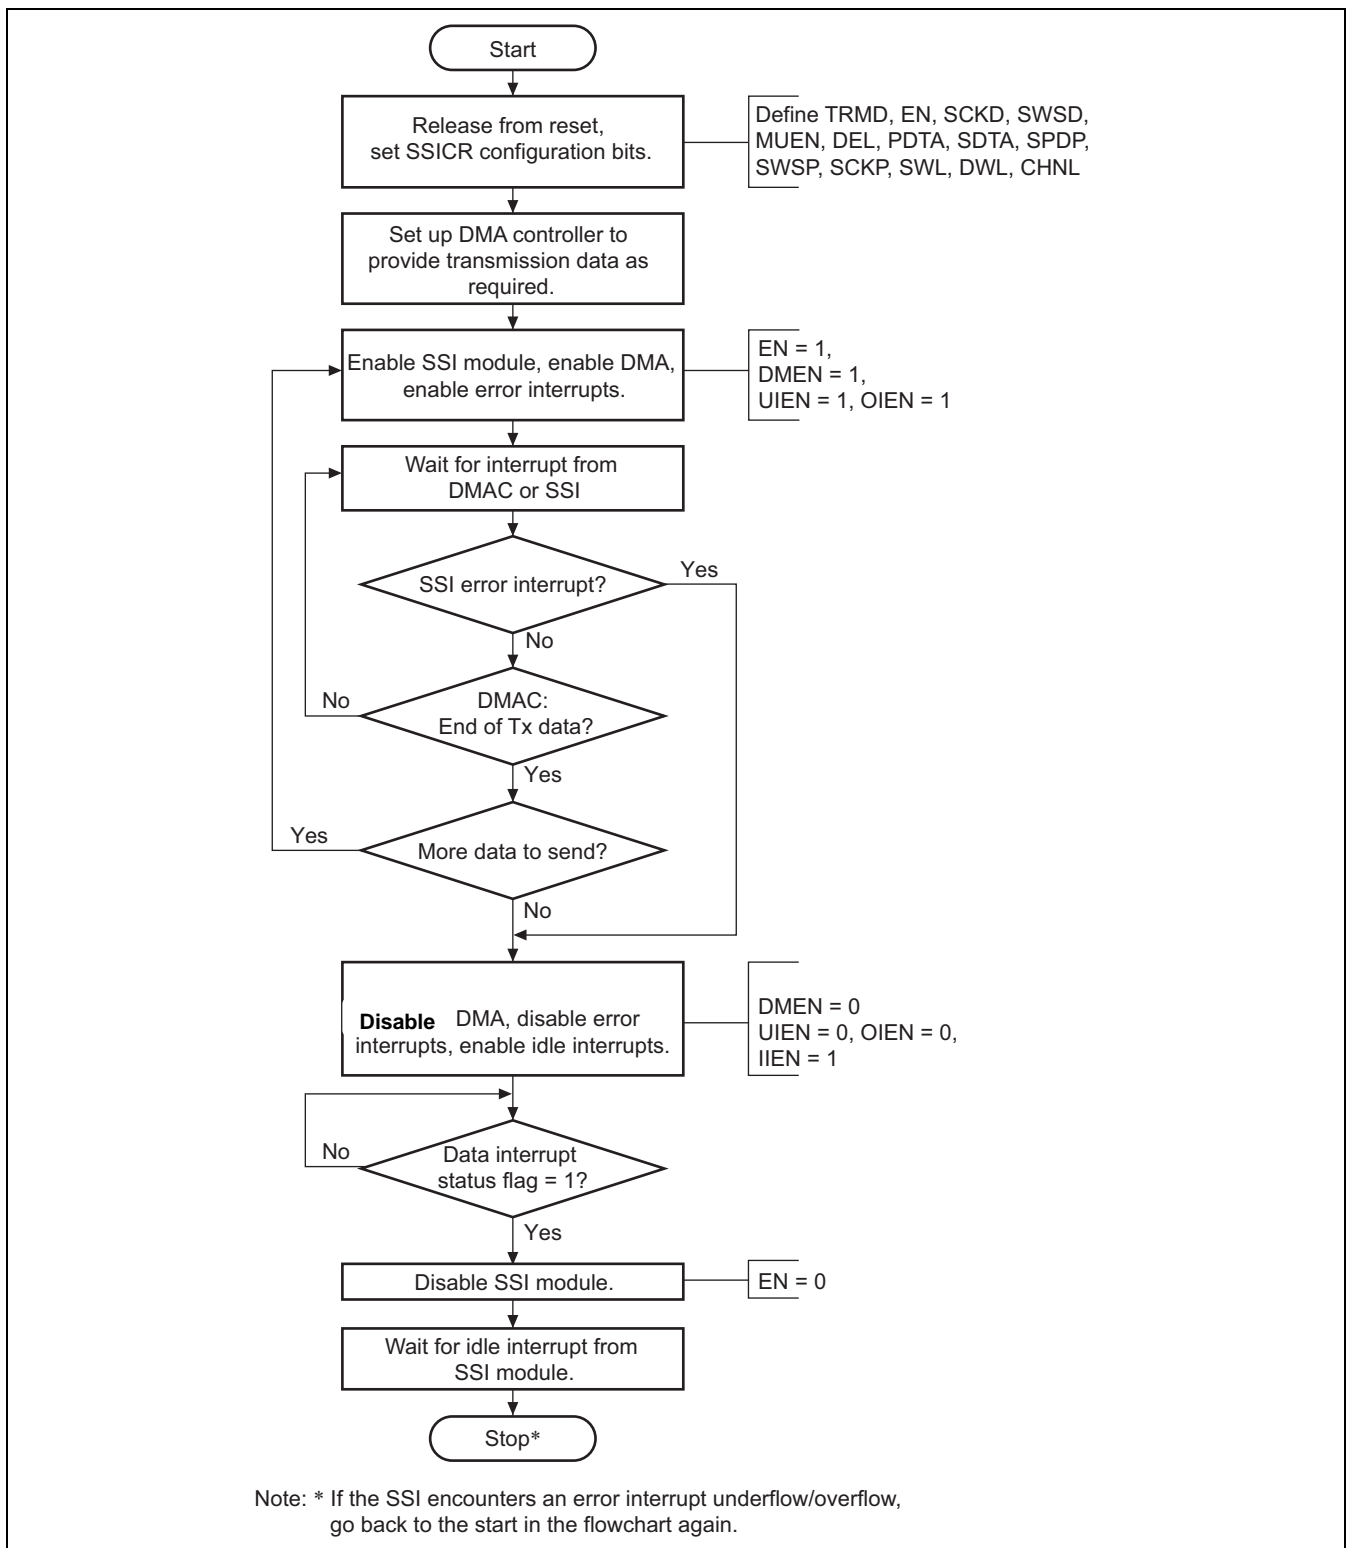 Start
Release from reset,
set SSICR configuration bits.
Define TRMD, EN, SCKD, SWSD,
MUEN, DEL, PDTA, SDTA, SPDP,
SWSP, SCKP, SWL, DWL, CHNL
Set up DMA controller to
provide transmission data as
required.
Enable SSI module, enable DMA,
enable error interrupts.
EN = 1,
DMEN = 1,
UIEN = 1, OIEN = 1
Wait for interrupt from
DMAC or SSI
SSI error interrupt?
Yes
No
DMAC:
End of Tx data?
No
Yes
More data to send?
Yes
No
Disable DMA, disable error
interrupts, enable idle interrupts.
DMEN = 0
UIEN = 0, OIEN = 0,
IIEN = 1
Data interrupt
status flag = 1?
No
Yes
Disable SSI module.
EN = 0
Wait for idle interrupt from
SSI module.
Stop*
Note: * If the SSI encounters an error interrupt underflow/overflow,
go back to the start in the flowchart again.